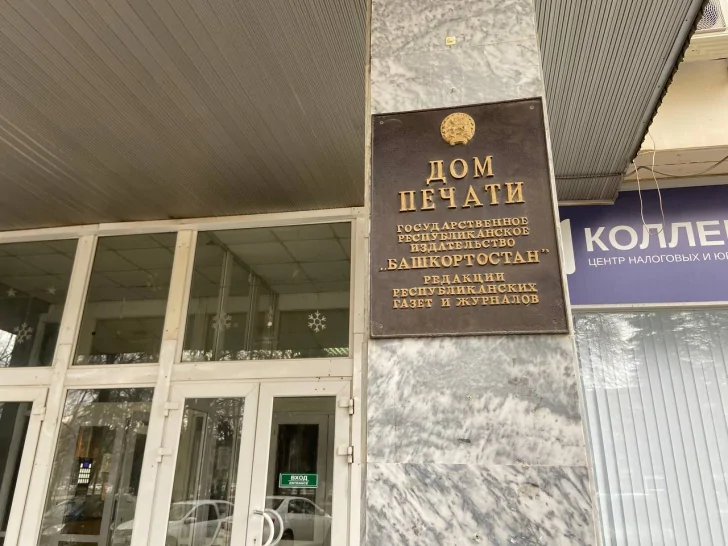 ДОМ
ПЕЧАТИ
ГОСУДАРСТВЕННОЕ
РЕСПУБЛИКАНСКОЕ
ИЗДАТЕЛЬСТВО
„БАШКОРТОСТАН"
РЕДАКЦИИ
РЕСПУБЛИКАНСКИХ
ГАЗЕТ И ЖУРНАЛОВ
КОЛЛЕ
ЦЕНТР НАЛОГОВЫХ И Ю
ВХОД